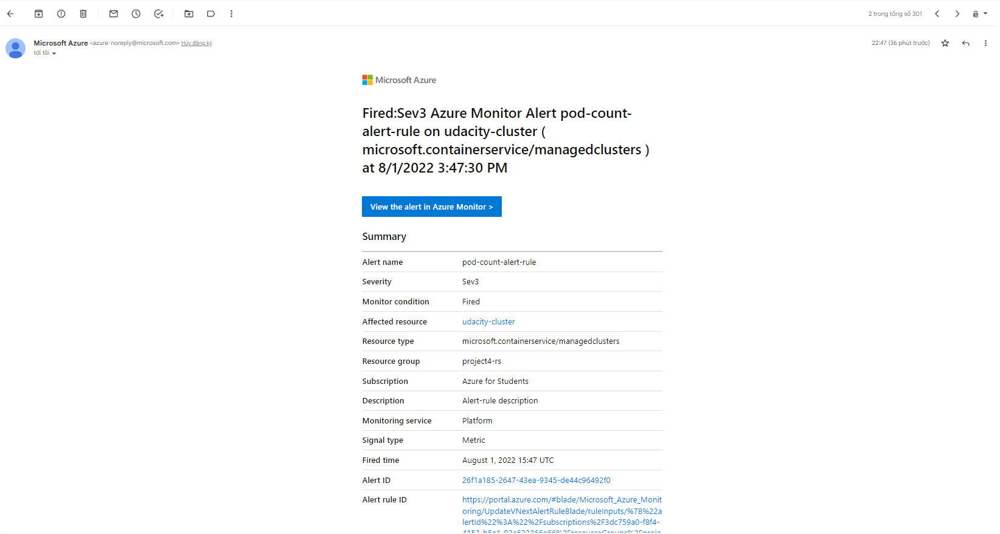 2 trong tổng số 301
Microsoft Azure <azure-noreply@microsoft.com> Hủy đăng ký
22:47 (36 phút trước)
tới tôi
Microsoft Azure
Fired:Sev3 Azure Monitor Alert pod-count-
alert-rule on udacity-cluster (
microsoft.containerservice/managedclusters )
at 8/1/2022 3:47:30 PM
View the alert in Azure Monitor >
Summary
Alert name pod-count-alert-rule
Severity Sev3
Monitor condition Fired
Affected resource udacity-cluster
Resource type microsoft.containerservice/managedclusters
Resource group project4-rs
Subscription Azure for Students
Description Alert-rule description
Monitoring service Platform
Signal type Metric
Fired time August 1, 2022 15:47 UTC
Alert ID 26f1a185-2647-43ea-9345-de44c96492f0
Alert rule ID https://portal.azure.com/#blade/Microsoft_Azure_Monit
oring/UpdateVNextAlertRuleBlade/ruleInputs/%7B%22a
lertId%22%3A%22%2Fsubscriptions%2F3dc759a0-f8f4-